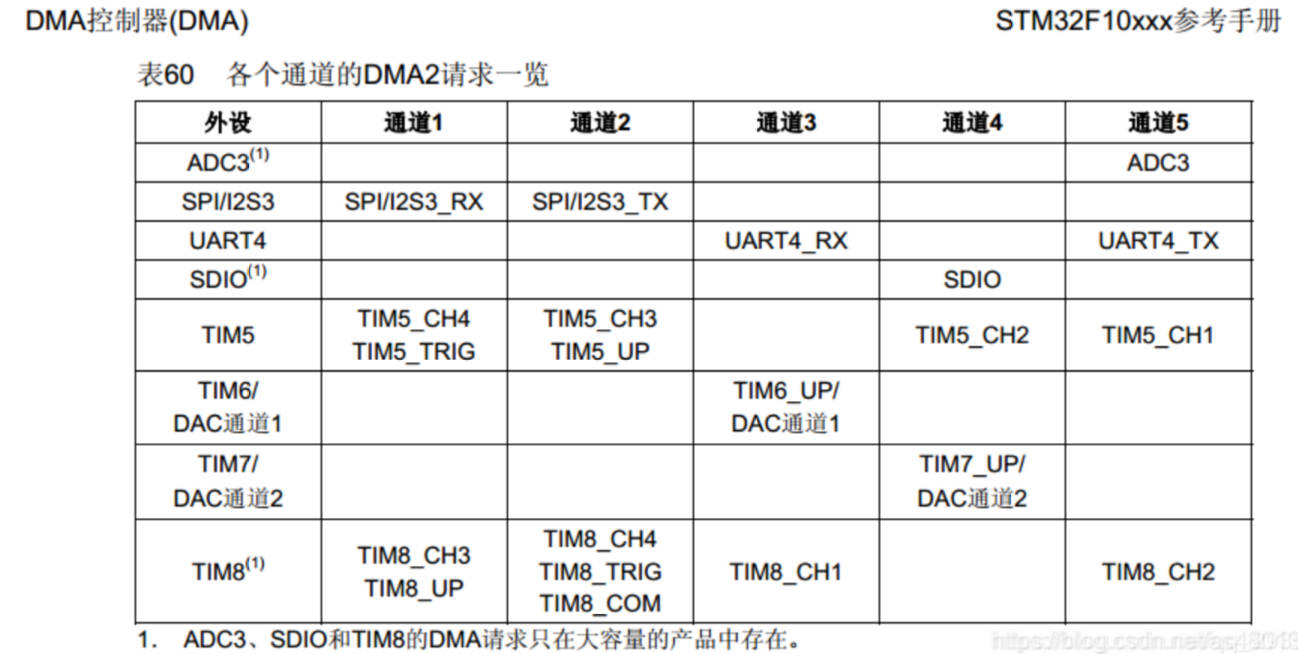 DMA控制器(DMA) STM32F10xxx参考手册
表60 各个通道的DMA2请求一览
外设 通道1 通道2 通道3 通道4 通道5
ADC3(1) ADC3
SPI/I2S3 SPI/I2S3_RX SPI/I2S3_TX
UART4 UART4_RX UART4_TX
SDIO(1) SDIO
TIM5 TIM5_CH4 TIM5_TRIG TIM5_CH3 TIM5_UP TIM5_CH2 TIM5_CH1
TIM6/ DAC通道1 TIM6_UP/ DAC通道1
TIM7/ DAC通道2 TIM7_UP/ DAC通道2
TIM8(1) TIM8_CH3 TIM8_UP TIM8_CH4 TIM8_TRIG TIM8_COM TIM8_CH1 TIM8_CH2
1. ADC3、SDIO和TIM8的DMA请求只在大容量的产品中存在。